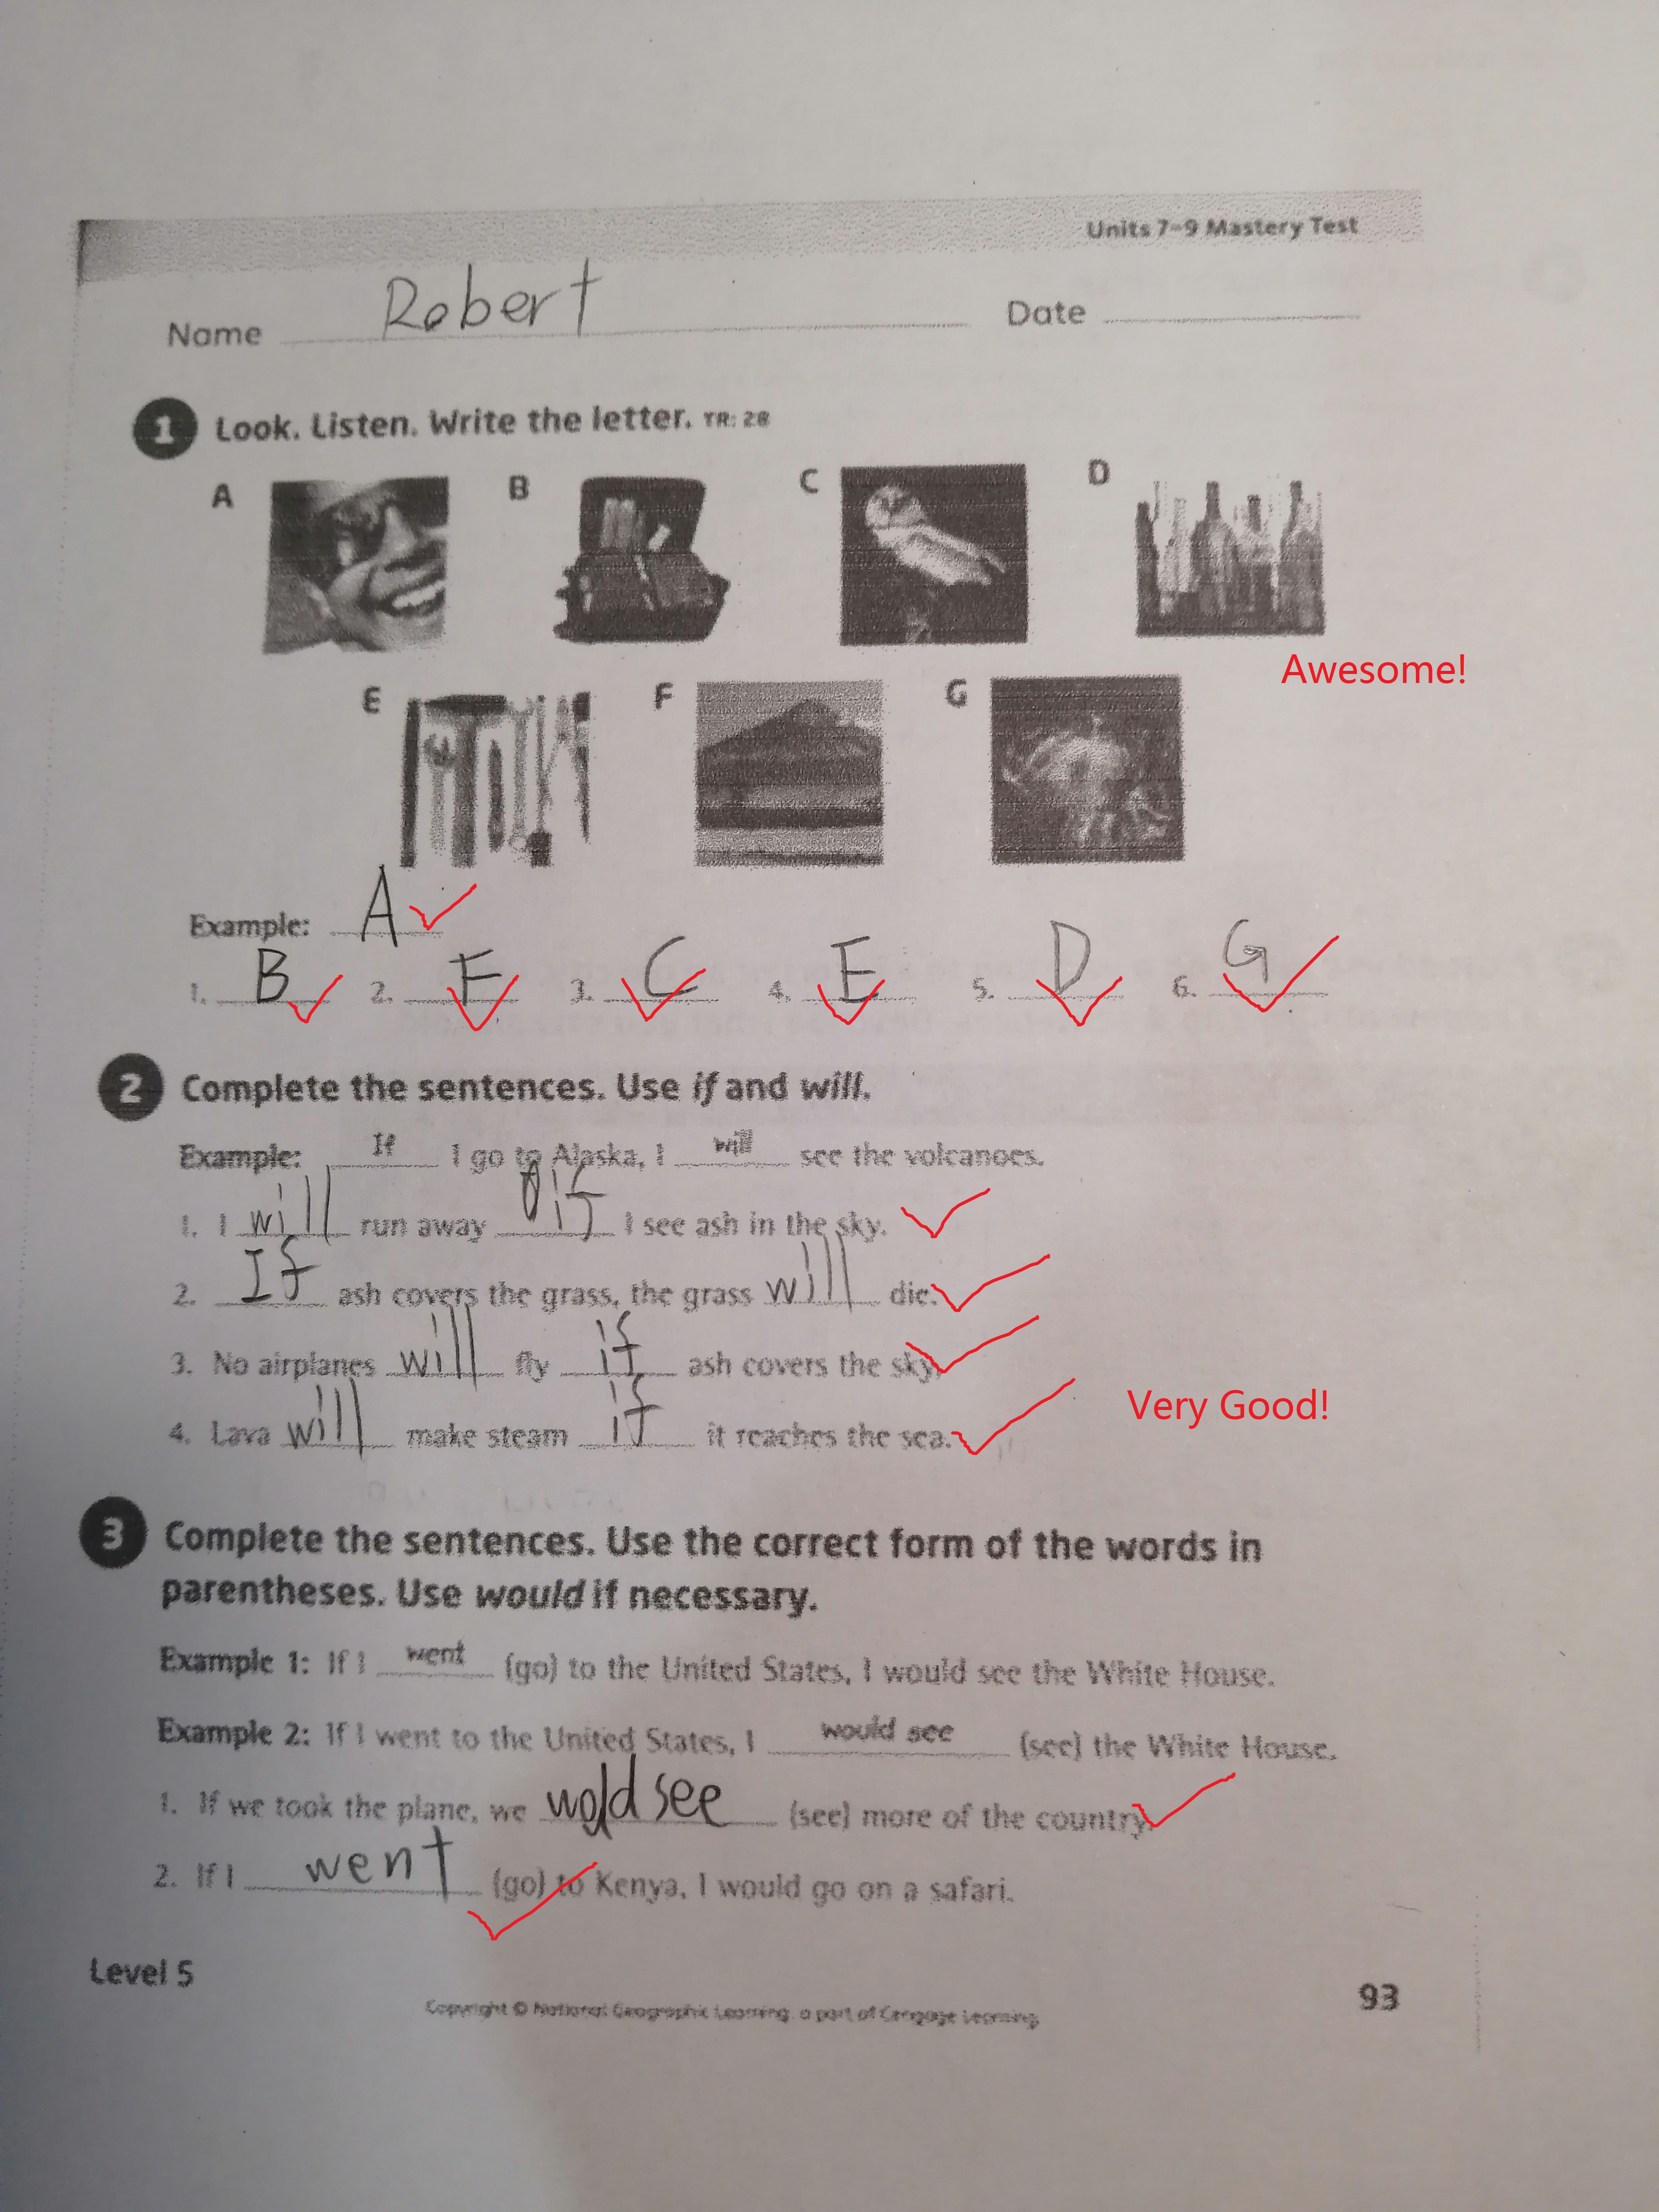 Units 7–9 Mastery Test
Name Robert Date
1 Look. Listen. Write the letter. TR: 28
A B C D
Awesome!
E F G
Example: A
1. B 2. F 3. C 4. E 5. D 6. G
2 Complete the sentences. Use if and will.
Example: If I go to Alaska, I will see the volcanoes.
1. I will run away if I see ash in the sky.
2. If ash covers the grass, the grass will die.
3. No airplanes will fly if ash covers the sky.
4. Lava will make steam if it reaches the sea.
Very Good!
3 Complete the sentences. Use the correct form of the words in
parentheses. Use would if necessary.
Example 1: If I went (go) to the United States, I would see the White House.
Example 2: If I went to the United States, I would see (see) the White House.
1. If we took the plane, we wold see (see) more of the country.
2. If I went (go) to Kenya, I would go on a safari.
Level 5
93
Copyright © National Geographic Learning, a part of Cengage Learning